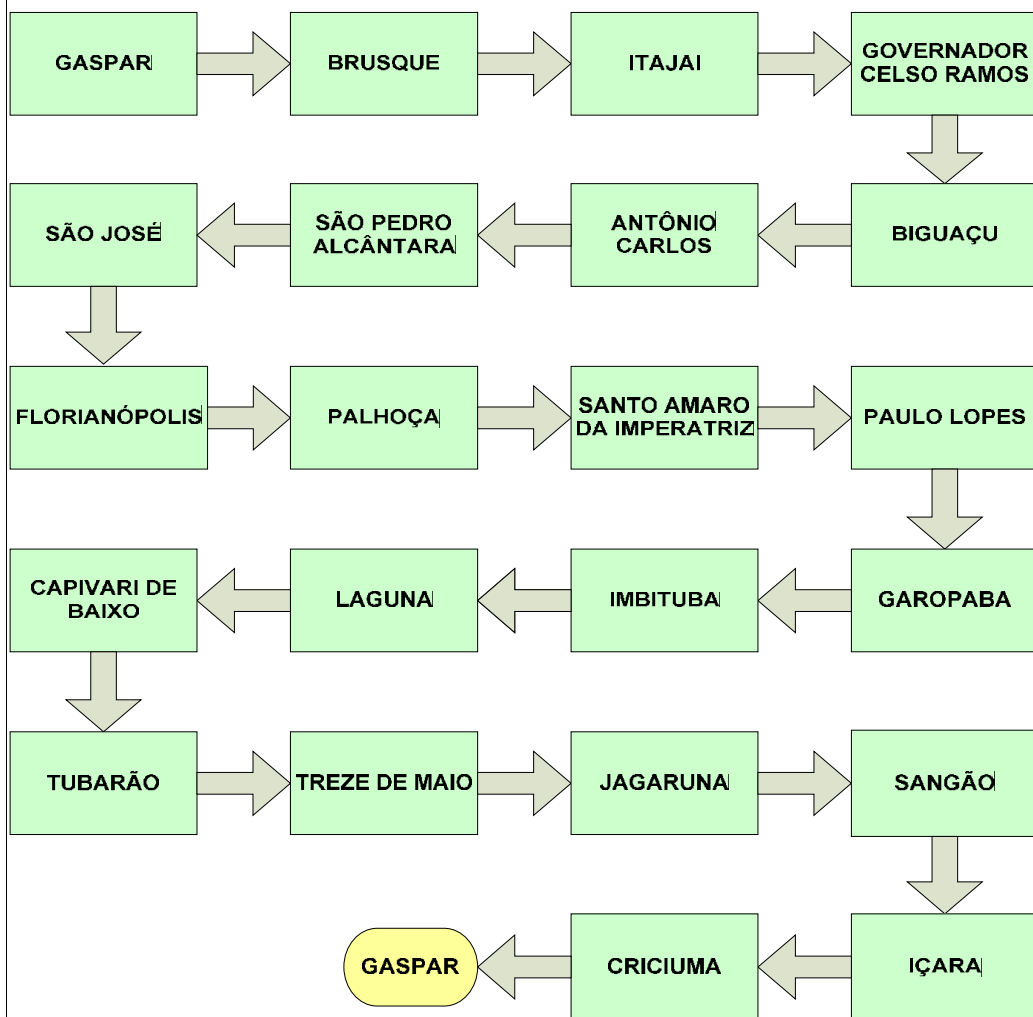 GASPAR
BRUSQUE
ITAJAI
GOVERNADOR
CELSO RAMOS
BIGUAÇU
ANTÔNIO
CARLOS
SÃO PEDRO
ALCÂNTARA
SÃO JOSÉ
FLORIANÓPOLIS
PALHOÇA
SANTO AMARO
DA IMPERATRIZ
PAULO LOPES
GAROPABA
IMBITUBA
LAGUNA
CAPIVARI DE
BAIXO
TUBARÃO
TREZE DE MAIO
JAGARUNA
SANGÃO
IÇARA
CRICIUMA
GASPAR